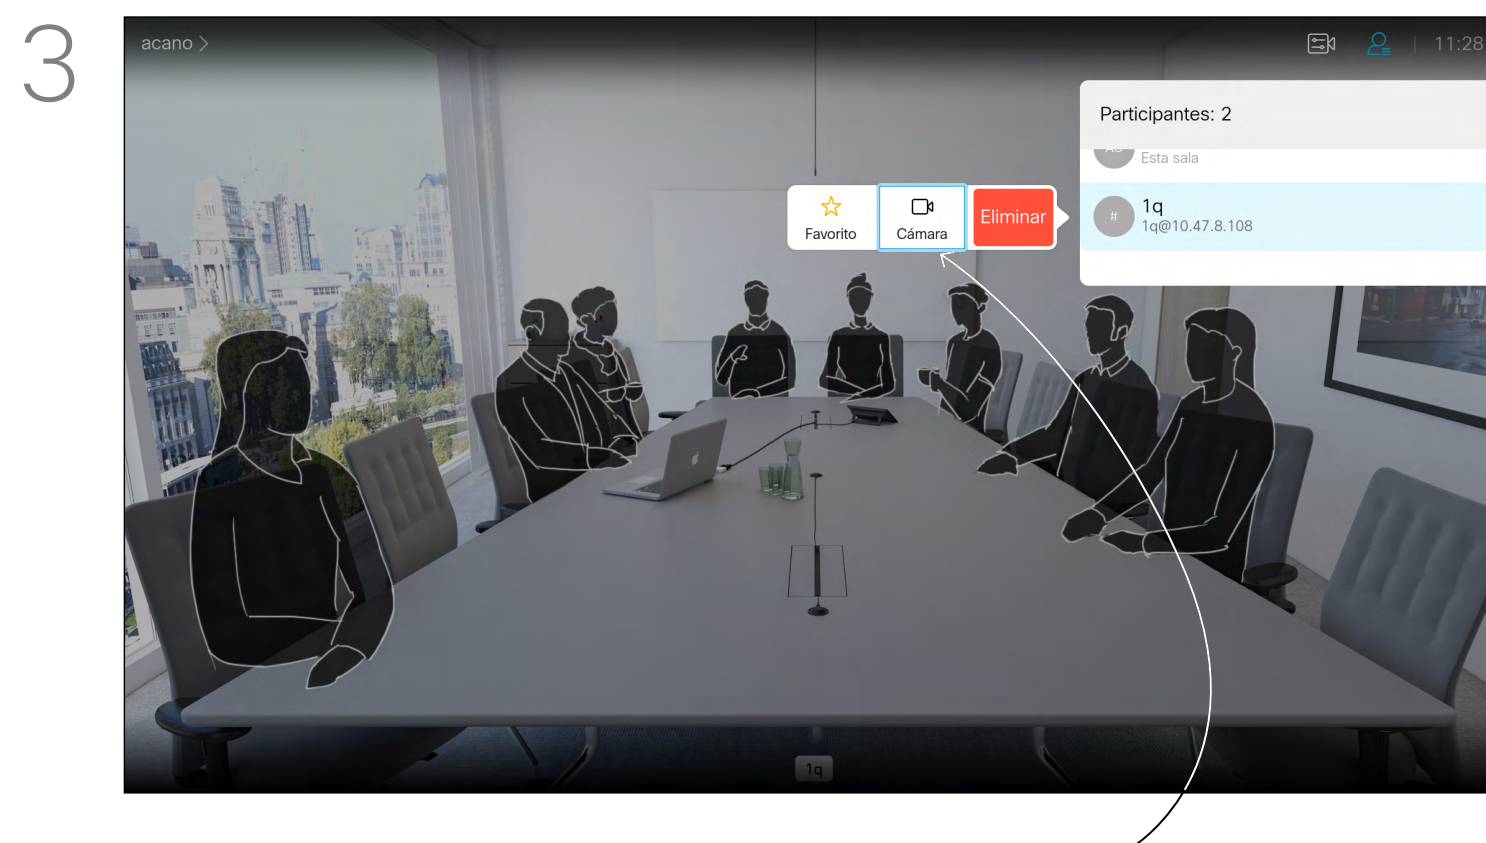 3
acano
11:28
Participantes: 2
Esta sala
# 1q
1q@10.47.8.108
Favorito
Cámara
Eliminar
1q